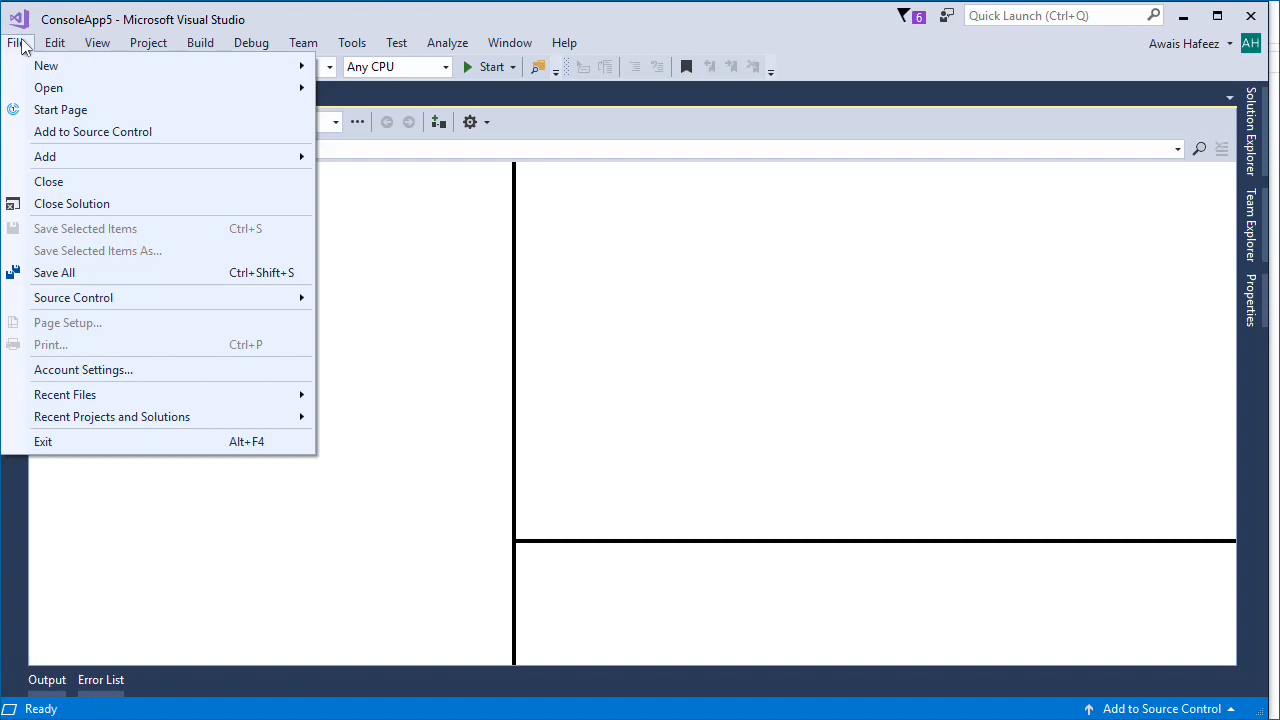 ConsoleApp5 - Microsoft Visual Studio
6
Quick Launch (Ctrl+Q)
File Edit View Project Build Debug Team Tools Test Analyze Window Help
Awais Hafeez AH
Any CPU Start
New
Open
Start Page
Add to Source Control
Add
Close
Close Solution
Save Selected Items Ctrl+S
Save Selected Items As...
Save All Ctrl+Shift+S
Source Control
Page Setup...
Print... Ctrl+P
Account Settings...
Recent Files
Recent Projects and Solutions
Exit Alt+F4
Solution Explorer
Team Explorer
Properties
Output Error List
Ready
Add to Source Control